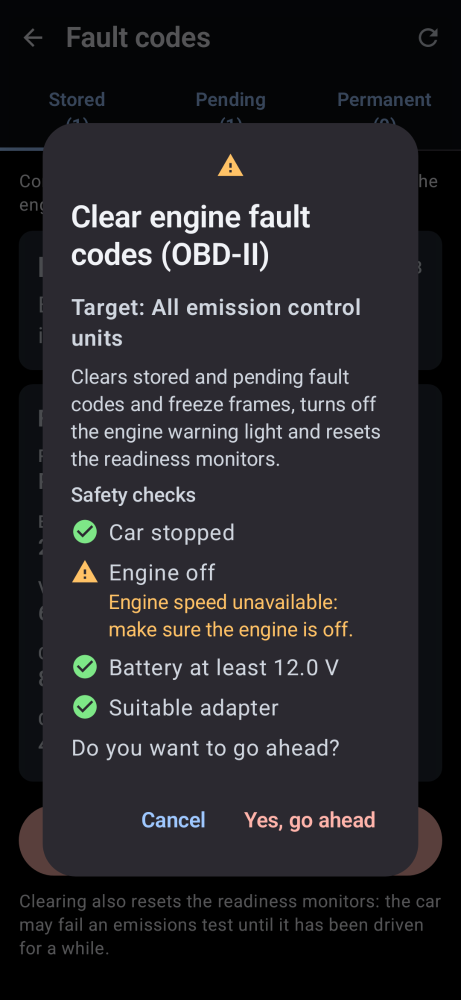 Fault codes
Stored
Pending
Permanent
(1)
(1)
Clear engine fault
codes (OBD-II)
Target: All emission control
units
Clears stored and pending fault
codes and freeze frames, turns off
the engine warning light and resets
the readiness monitors.
Safety checks
Car stopped
Engine off
Engine speed unavailable:
make sure the engine is off.
Battery at least 12.0 V
Suitable adapter
Do you want to go ahead?
Cancel
Yes, go ahead
Clearing also resets the readiness monitors: the car
may fail an emissions test until it has been driven
for a while.